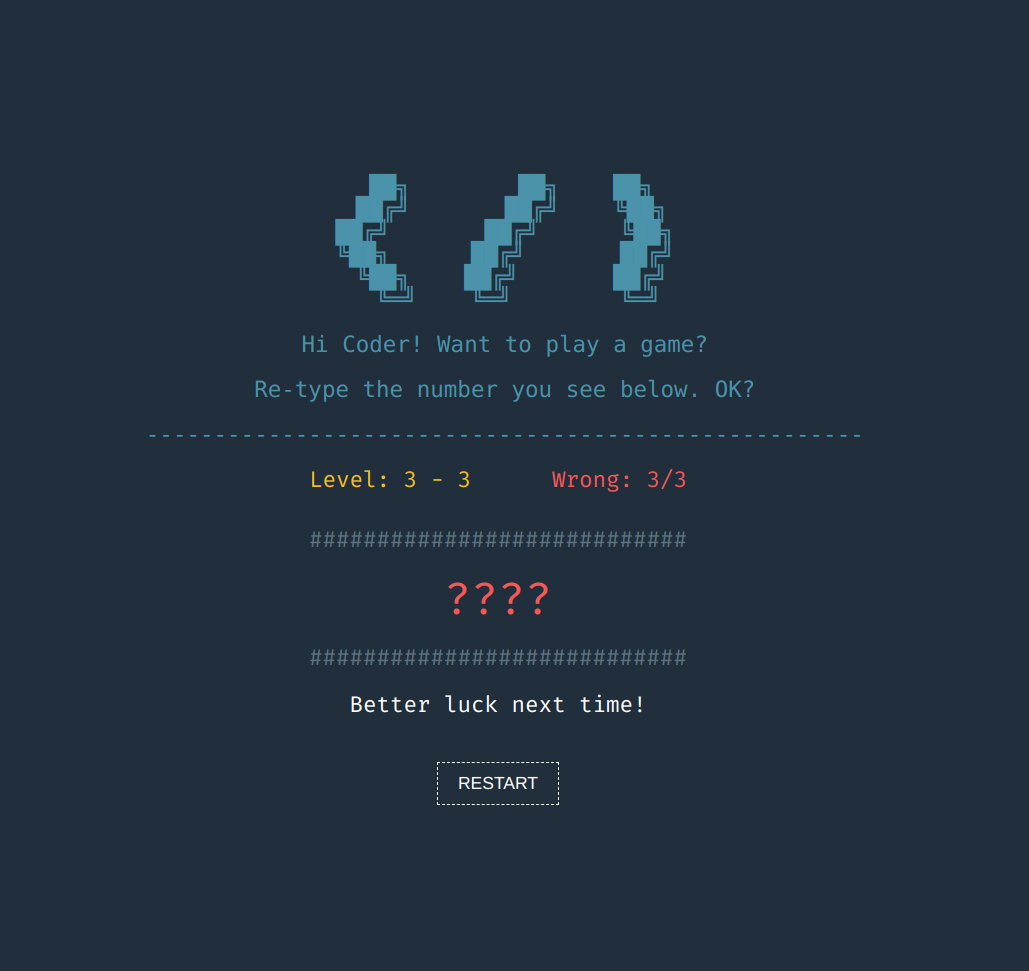 Hi Coder! Want to play a game?
Re-type the number you see below. OK?
-----------------------------------------------------
Level: 3 - 3 Wrong: 3/3
############################
????
############################
Better luck next time!
RESTART